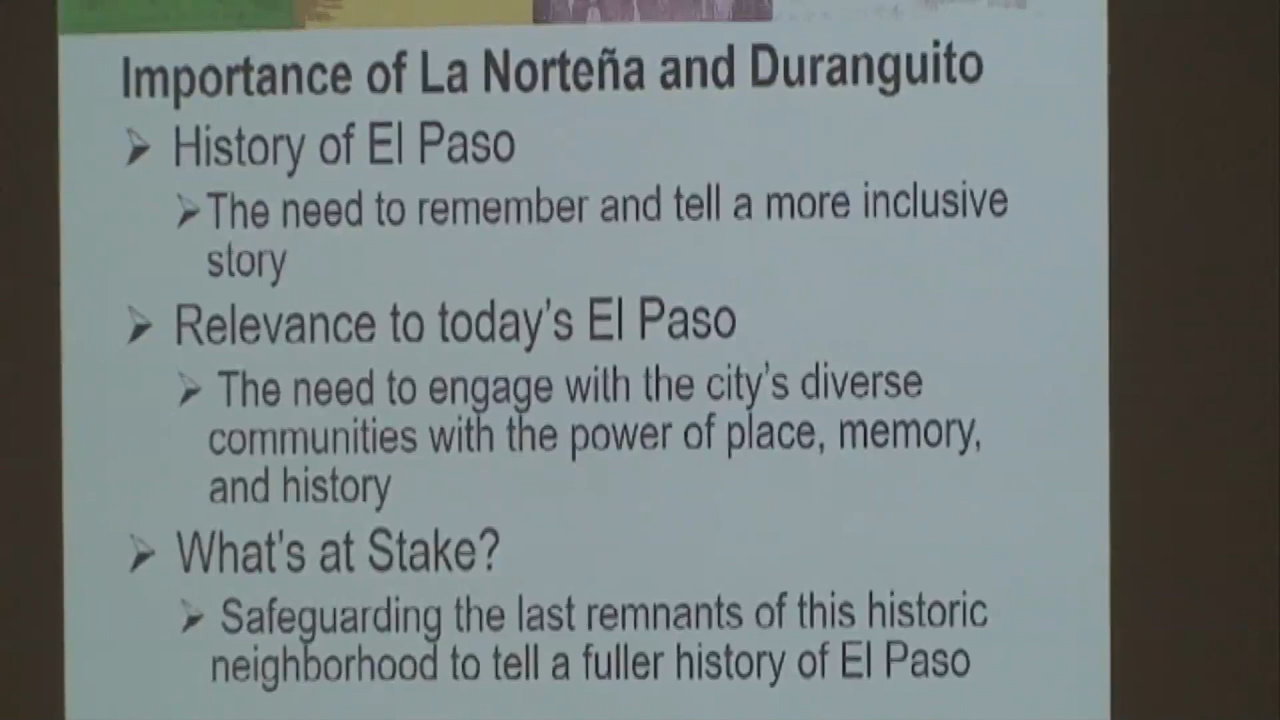 Importance of La Norteña and Duranguito
➢ History of El Paso
➢ The need to remember and tell a more inclusive
story
➢ Relevance to today's El Paso
➢ The need to engage with the city's diverse
communities with the power of place, memory,
and history
➢ What's at Stake?
➢ Safeguarding the last remnants of this historic
neighborhood to tell a fuller history of El Paso